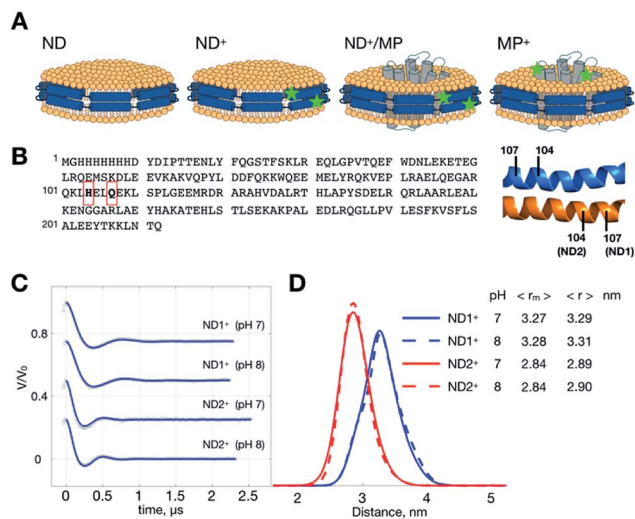 A
ND
ND⁺
ND⁺/MP
MP⁺
B
1
MGHHHHHHHD YDIPTTENLY FQGSTFSKLR EQLGPVTQEF WDNLEKETEG
LRQEMSKDLE EVKAKVQPYL DDFQKKWQEE MELYRQKVEP LRAELQEGAR
101 QKLHELQEKL SPLGEEMRDR ARAHVDALRT HLAPYSDELR QRLAARLEAL
KENGGARLAE YHAKATEHLS TLSEKAKPAL EDLRQGLLPV LESFKVSFLS
201 ALEEYTKKLN TQ
107 104
104 107
(ND2) (ND1)
C
V/V₀
0.8
0.4
0
ND1⁺ (pH 7)
ND1⁺ (pH 8)
ND2⁺ (pH 7)
ND2⁺ (pH 8)
0 0.5 1 1.5 2 2.5
time, μs
D
pH < rₘ > < r > nm
ND1⁺ 7 3.27 3.29
ND1⁺ 8 3.28 3.31
ND2⁺ 7 2.84 2.89
ND2⁺ 8 2.84 2.90
2 3 4 5
Distance, nm